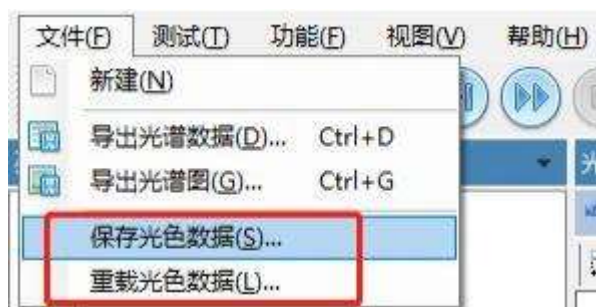 文件(F) 测试(T) 功能(F) 视图(V) 帮助(H)
新建(N)
导出光谱数据(D)... Ctrl+D
导出光谱图(G)... Ctrl+G
保存光色数据(S)...
重载光色数据(L)...